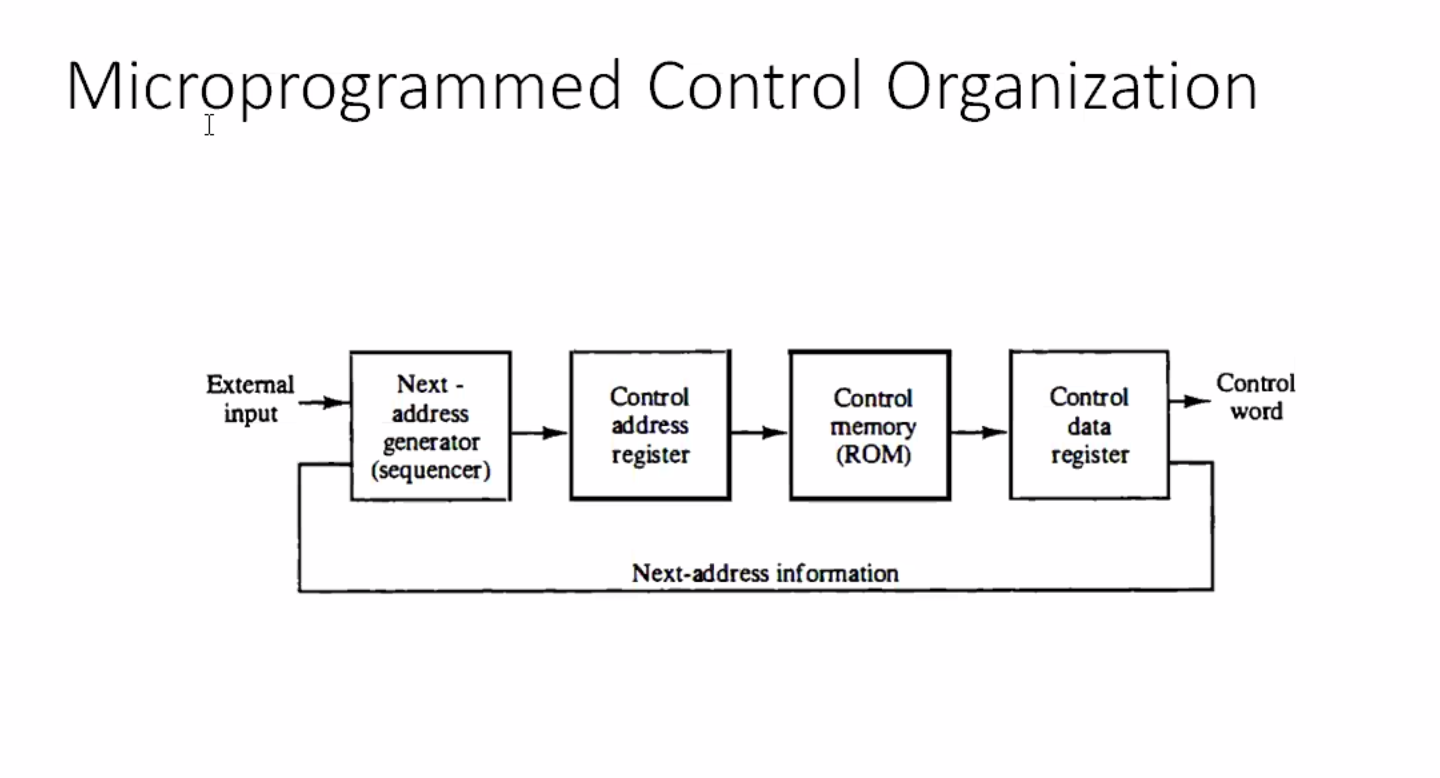 Microprogrammed Control Organization
External
input
Next -
address
generator
(sequencer)
Control
address
register
Control
memory
(ROM)
Control
data
register
Control
word
Next-address information